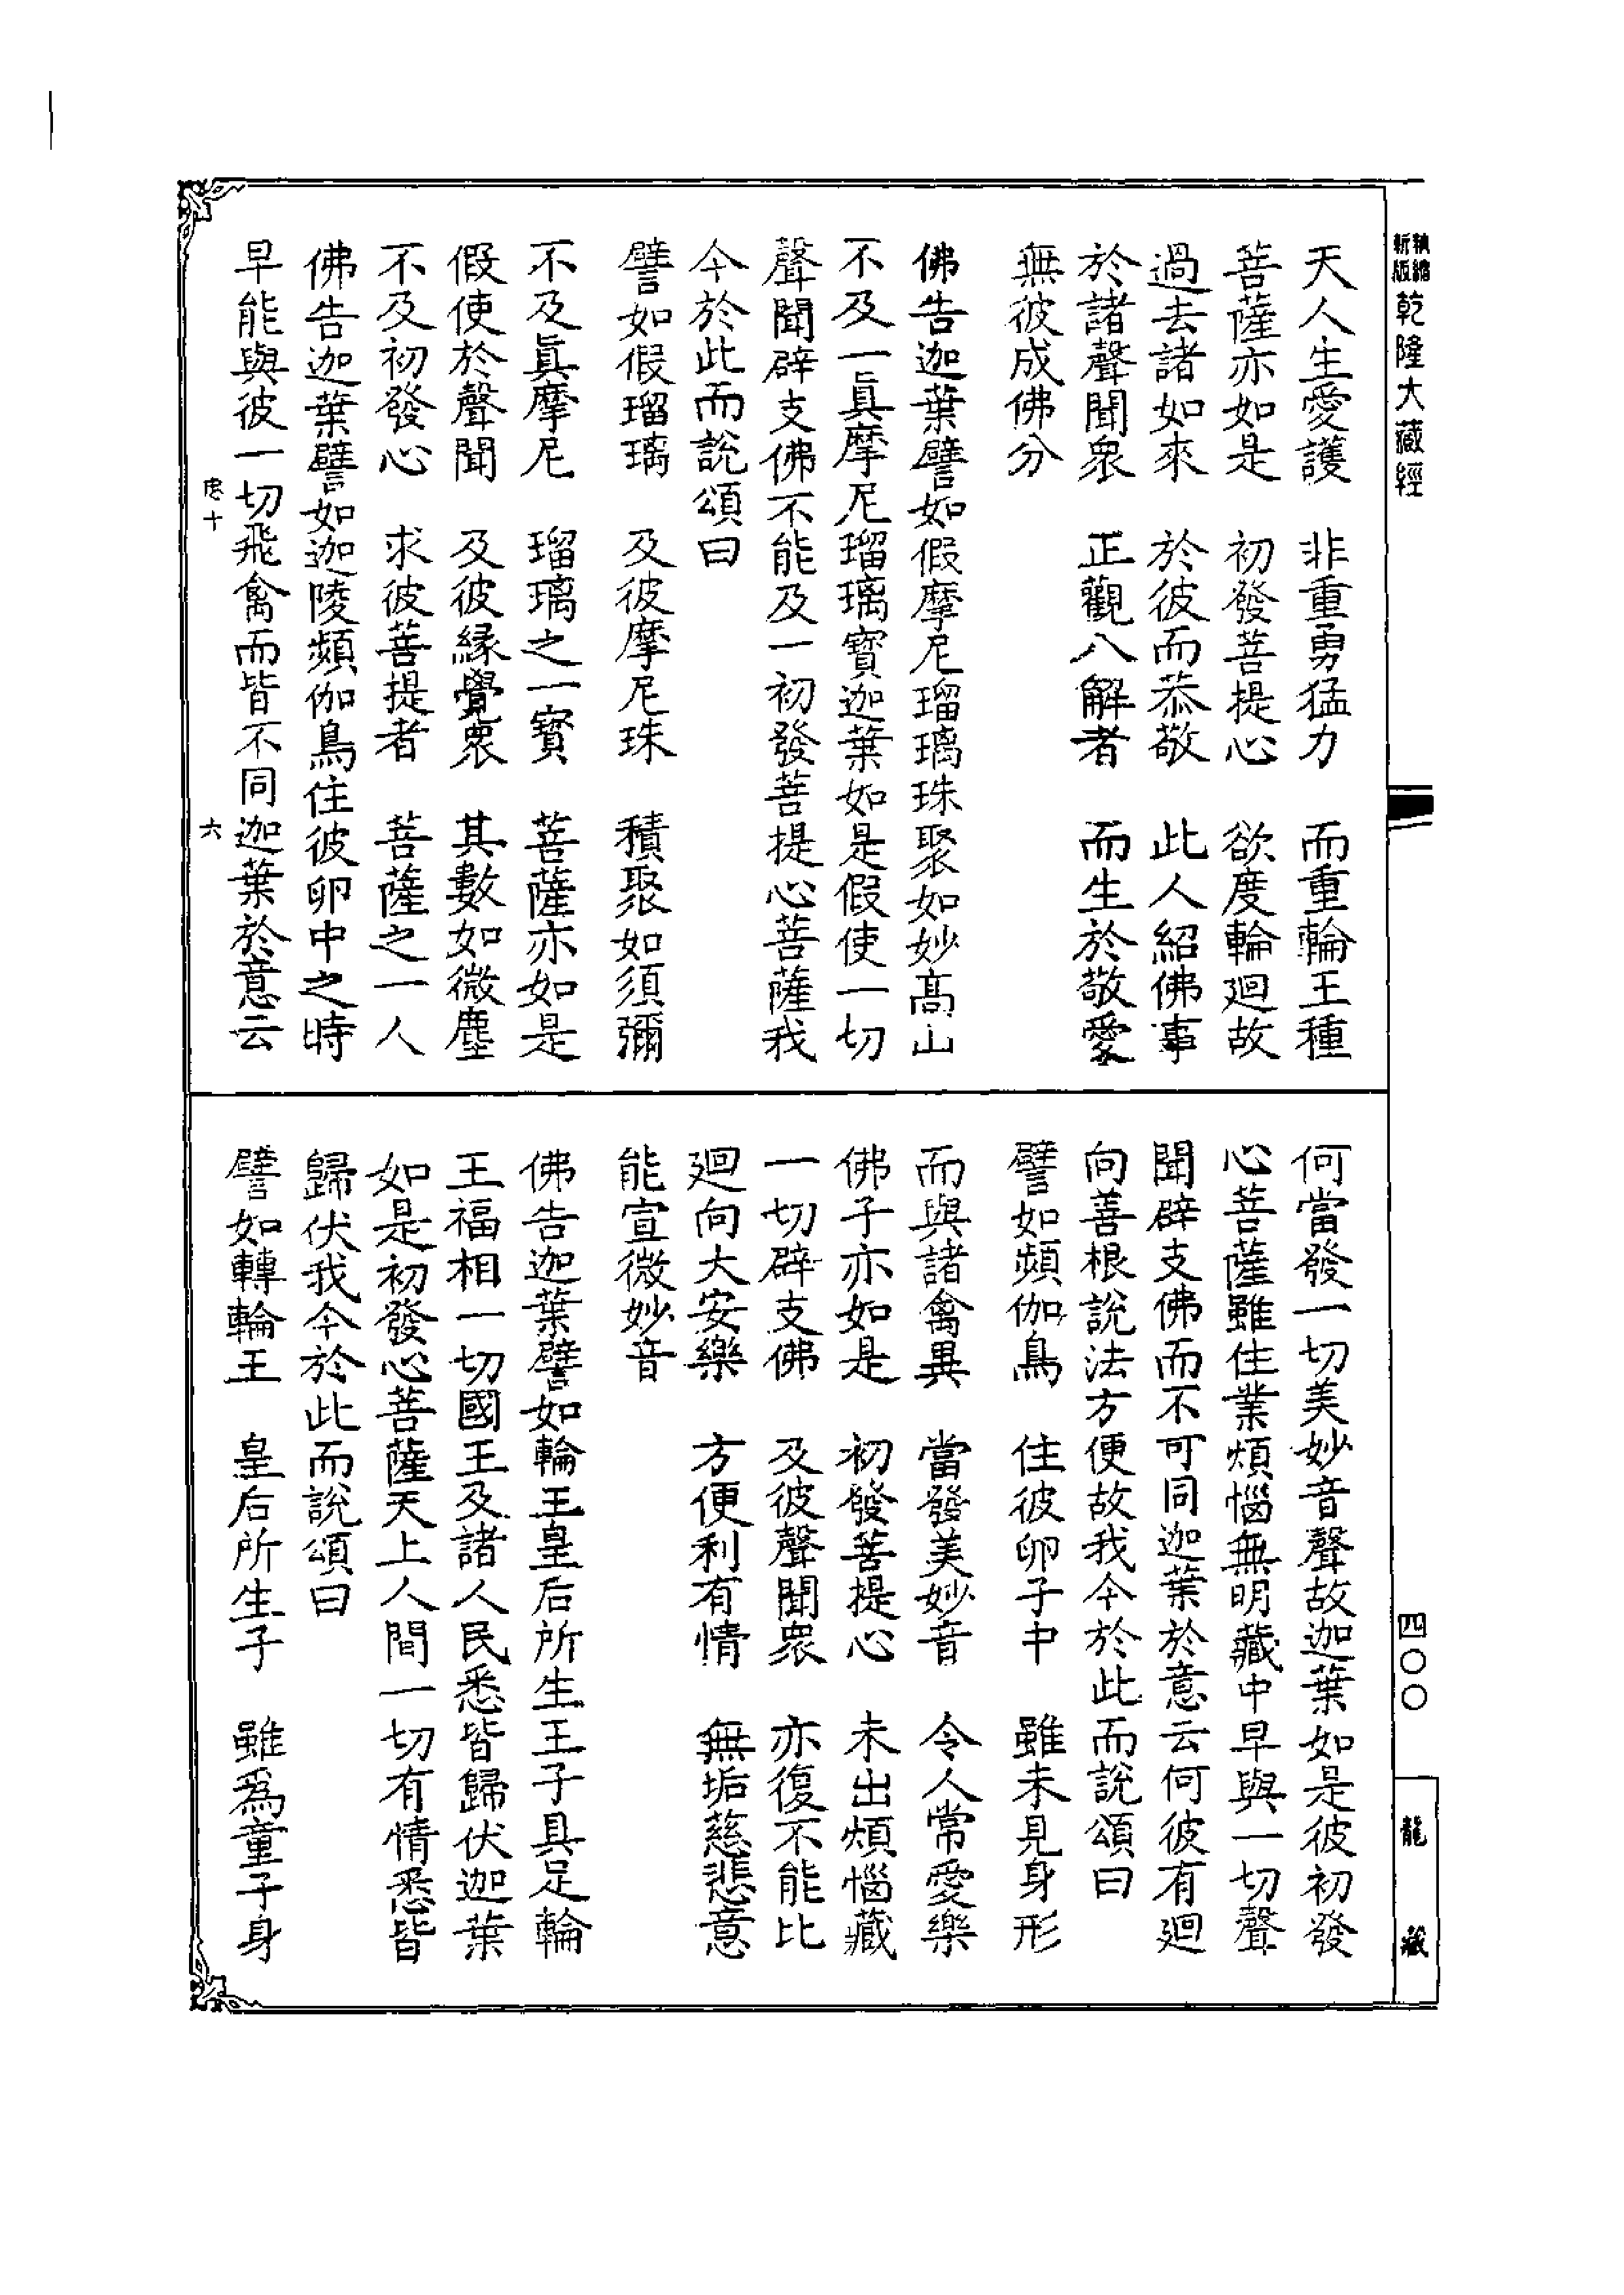 新版
乾隆大藏經
四〇〇
龍藏
天人生愛護　非重勇猛力　而重輪王種
菩薩亦如是　初發菩提心　欲度輪迴故
過去諸如來　於彼而恭敬　此人紹佛事
於諸聲聞衆　正觀八解者　而生於敬愛
無彼成佛分
佛告迦葉譬如假摩尼瑠璃珠聚如妙高山
不及一眞摩尼瑠璃寶迦葉如是假使一切
聲聞辟支佛不能及一初發菩提心菩薩我
今於此而說頌曰
譬如假瑠璃　及彼摩尼珠　積聚如須彌
不及眞摩尼　瑠璃之一寶　菩薩亦如是
假使於聲聞　及彼緣覺衆　其數如微塵
不及初發心　求彼菩提者　菩薩之一人
佛告迦葉譬如迦陵頻伽鳥住彼卵中之時
早能與彼一切飛禽而皆不同迦葉於意云
十　六
何當發一切美妙音聲故迦葉如是彼初發
心菩薩雖住業煩惱無明藏中早與一切聲
聞辟支佛而不可同迦葉於意云何彼有迴
向善根說法方便故我今於此而說頌曰
譬如頻伽鳥　住彼卵子中　雖未見身形
而與諸禽異　當發美妙音　令人常愛樂
佛子亦如是　初發菩提心　未出煩惱藏
一切辟支佛　及彼聲聞衆　亦復不能比
迴向大安樂　方便利有情　無垢慈悲意
能宣微妙音
佛告迦葉譬如輪王皇后所生王子具足輪
王福相一切國王及諸人民悉皆歸伏迦葉
如是初發心菩薩天上人間一切有情悉皆
歸伏我今於此而說頌曰
譬如轉輪王　皇后所生子　雖爲童子身